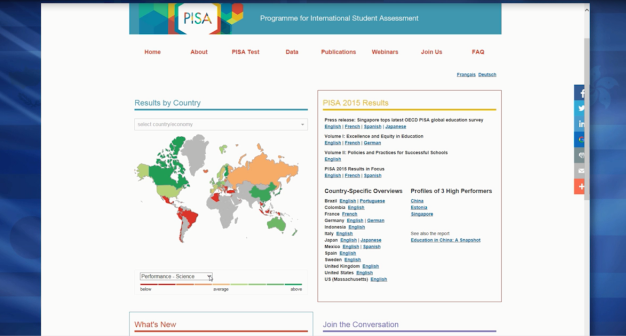 PISA
Programme for International Student Assessment
Home About PISA Test Data Publications Webinars Join Us FAQ
Français Deutsch
Results by Country
select country/economy
Performance - Science
below average above
PISA 2015 Results
Press release: Singapore tops latest OECD PISA global education survey
English | French | Spanish | Japanese
Volume I: Excellence and Equity in Education
English | French | German
Volume II: Policies and Practices for Successful Schools
English
PISA 2015 Results in Focus
English | French | Spanish
Country-Specific Overviews
Brazil English | Portuguese
Colombia English
France French
Germany English | German
Indonesia English
Italy English
Japan English | Japanese
Mexico English | Spanish
Spain English
Sweden English
United Kingdom English
United States English
US (Massachusetts) English
Profiles of 3 High Performers
China
Estonia
Singapore
See also the report
Education in China: A Snapshot
What's New
Join the Conversation